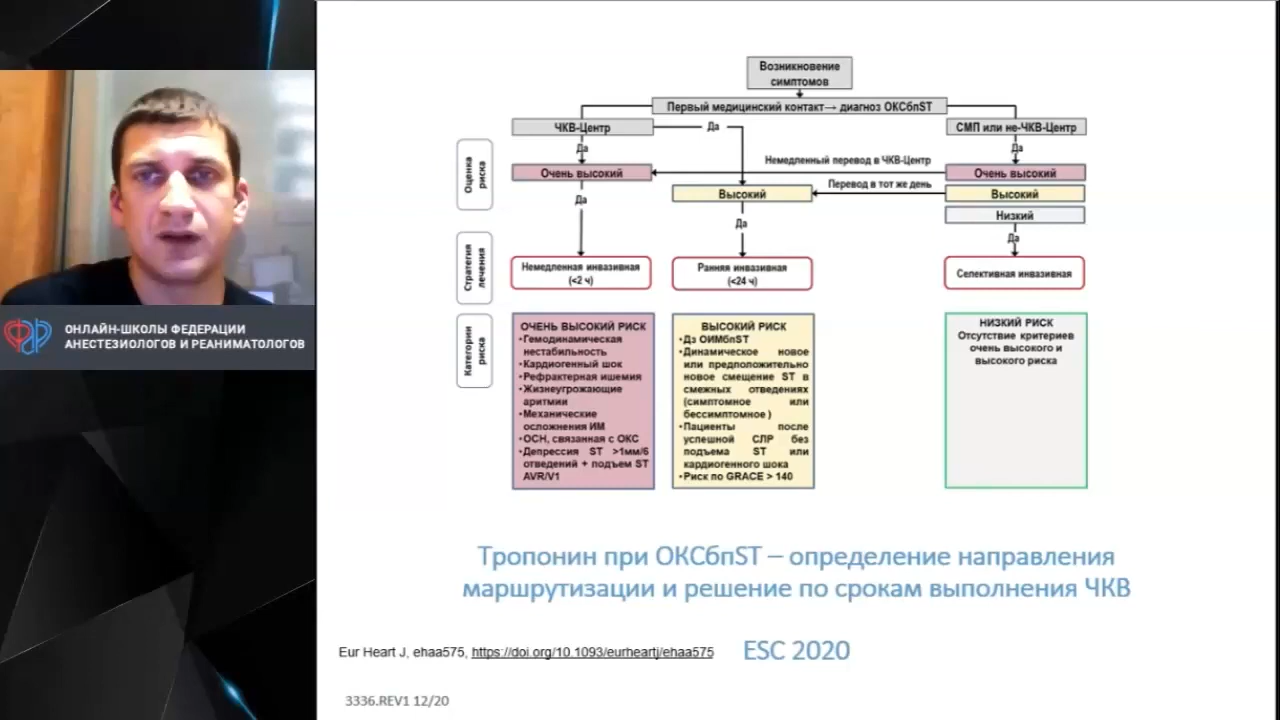 ОНЛАЙН-ШКОЛЫ ФЕДЕРАЦИИ
АНЕСТЕЗИОЛОГОВ И РЕАНИМАТОЛОГОВ
Возникновение
симптомов
Первый медицинский контакт→ диагноз ОКСбпST
ЧКВ-Центр
Да
СМП или не-ЧКВ-Центр
Да
Да
Оценка
риска
Немедленный перевод в ЧКВ-Центр
Очень высокий
Очень высокий
Перевод в тот же день
Высокий
Высокий
Да
Низкий
Да
Да
Стратегия
лечения
Немедленная инвазивная
(<2 ч)
Ранняя инвазивная
(<24 ч)
Селективная инвазивная
Категории
риска
ОЧЕНЬ ВЫСОКИЙ РИСК
•Гемодинамическая
нестабильность
•Кардиогенный шок
•Рефрактерная ишемия
•Жизнеугрожающие
аритмии
•Механические
осложнения ИМ
•ОСН, связанная с ОКС
•Депрессия ST >1мм/6
отведений + подъем ST
AVR/V1
ВЫСОКИЙ РИСК
•Дз ОИМбпST
•Динамическое новое
или предположительно
новое смещение ST в
смежных отведениях
(симптомное или
бессимптомное )
•Пациенты после
успешной СЛР без
подъема ST или
кардиогенного шока
•Риск по GRACE > 140
НИЗКИЙ РИСК
Отсутствие критериев
очень высокого и
высокого риска
Тропонин при ОКСбпST – определение направления
маршрутизации и решение по срокам выполнения ЧКВ
Eur Heart J, ehaa575, https://doi.org/10.1093/eurheartj/ehaa575
ESC 2020
3336.REV1 12/20